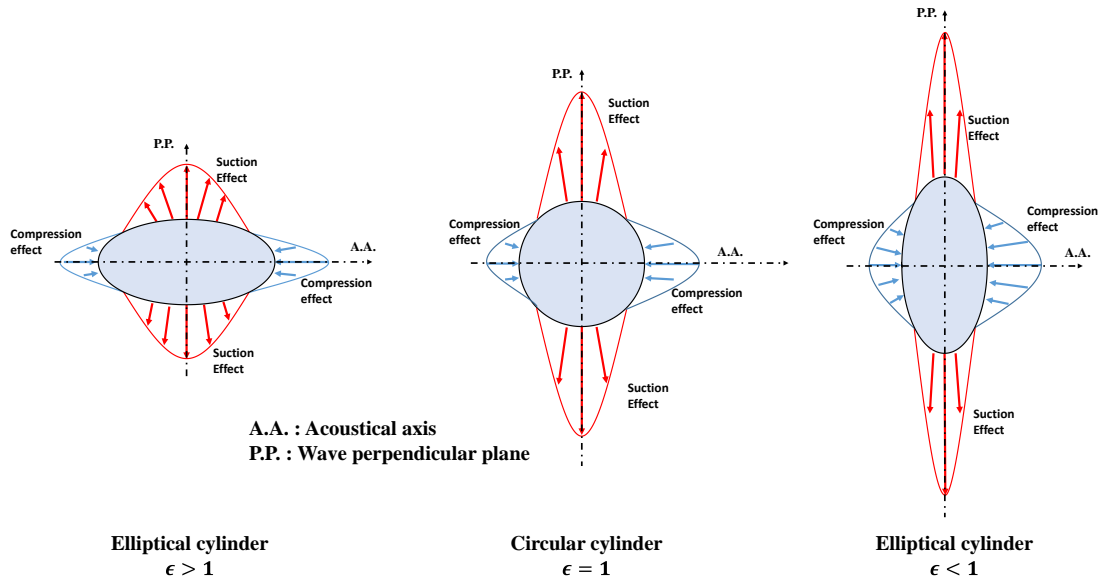 P.P.
Suction
Effect
Compression
effect
A.A.
Compression
effect
Suction
Effect
P.P.
Suction
Effect
Compression
effect
A.A.
Compression
effect
Suction
Effect
P.P.
Suction
Effect
Compression
effect
Compression
effect
A.A.
Suction
Effect
A.A. : Acoustical axis
P.P. : Wave perpendicular plane
Elliptical cylinder
ϵ > 1
Circular cylinder
ϵ = 1
Elliptical cylinder
ϵ < 1